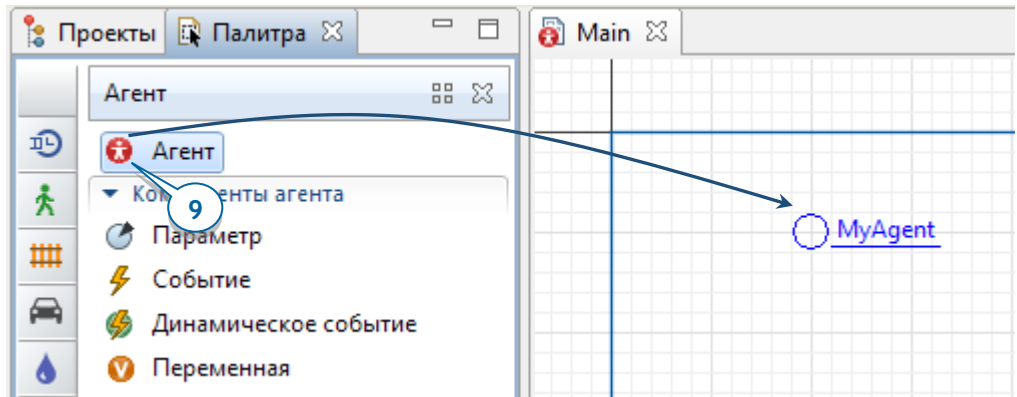 Проекты Палитра Main
Агент
Агент
9
Компоненты агента
MyAgent
Параметр
Событие
Динамическое событие
Переменная